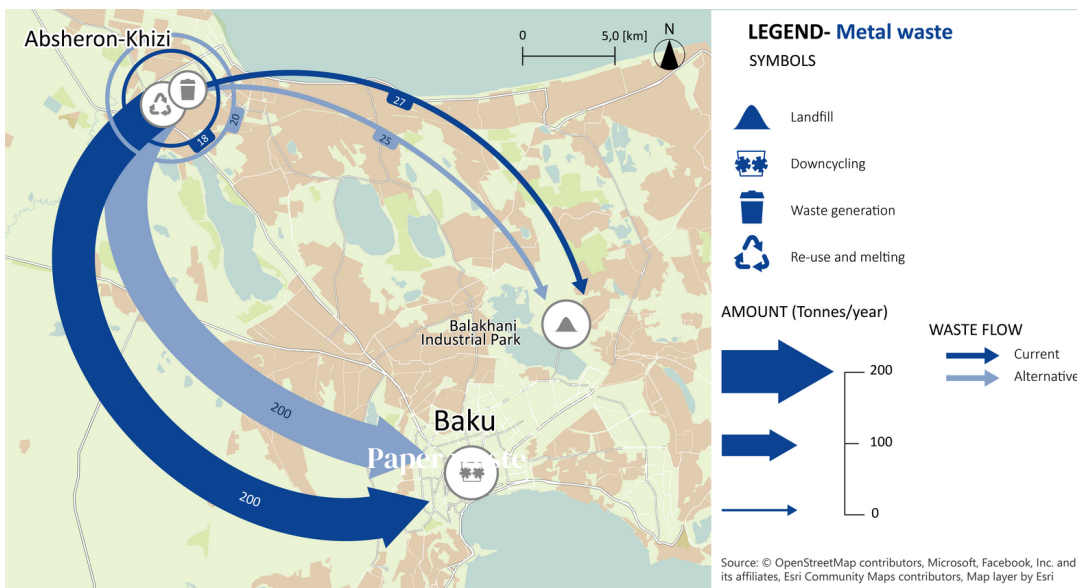 Absheron-Khizi
0
5,0 [km]
N
27
20
18
25
Balakhani
Industrial Park
200
Baku
Paper waste
200
LEGEND- Metal waste
SYMBOLS
Landfill
Downcycling
Waste generation
Re-use and melting
AMOUNT (Tonnes/year)
200
100
0
WASTE FLOW
Current
Alternative
Source: © OpenStreetMap contributors, Microsoft, Facebook, Inc. and
its affiliates, Esri Community Maps contributors, Map layer by Esri